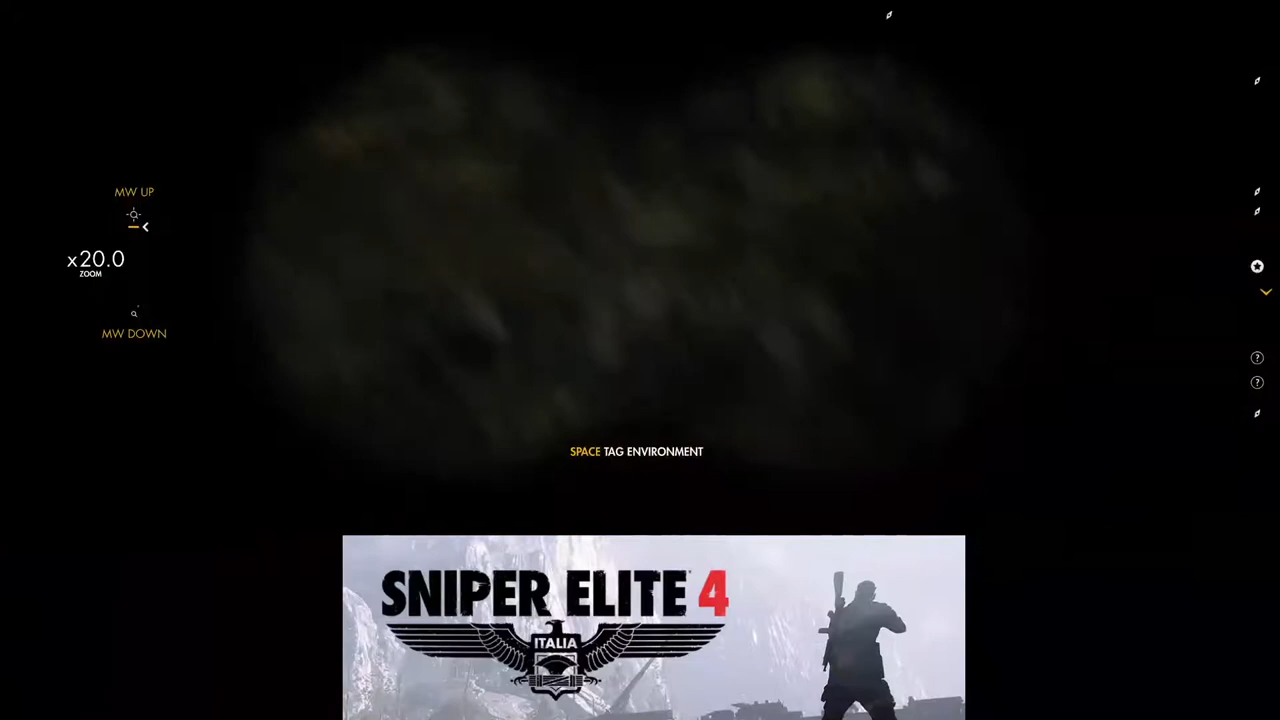 MW UP
x20.0
ZOOM
MW DOWN
SPACE TAG ENVIRONMENT
SNIPER ELITE 4
ITALIA
?
?